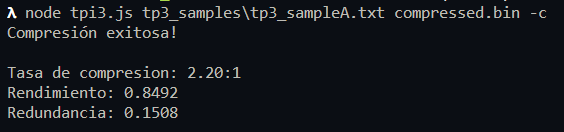 λ node tpi3.js tp3_samples\tp3_sampleA.txt compressed.bin -c
Compresión exitosa!
Tasa de compresion: 2.20:1
Rendimiento: 0.8492
Redundancia: 0.1508